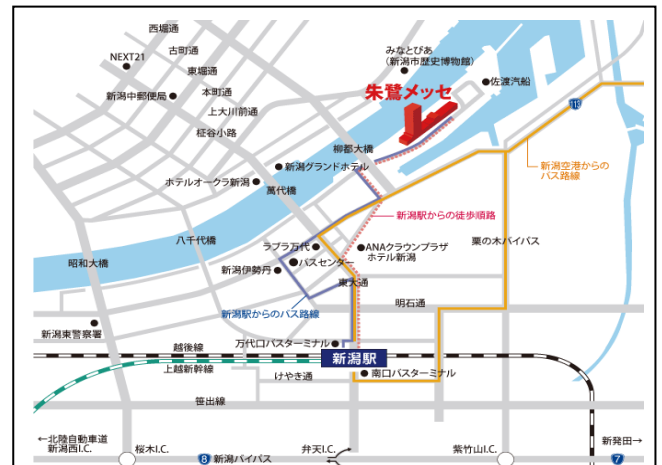 西堀通
古町通
NEXT21
東堀通
みなとぴあ
(新潟市歴史博物館)
新潟中郵便局
本町通
佐渡汽船
上大川前通
朱鷺メッセ
113
柾谷小路
柳都大橋
新潟グランドホテル
新潟空港からの
バス路線
ホテルオークラ新潟
萬代橋
新潟駅からの徒歩順路
八千代橋
ラブラ万代
ANAクラウンプラザ
ホテル新潟
栗の木バイパス
昭和大橋
バスセンター
新潟伊勢丹
東大通
新潟駅からのバス路線
明石通
新潟東警察署
万代口バスターミナル
越後線
新潟駅
上越新幹線
けやき通
南口バスターミナル
笹出線
←北陸自動車道
新潟西I.C.
桜木I.C.
8
新潟バイパス
弁天I.C.
紫竹山I.C.
新発田→
7